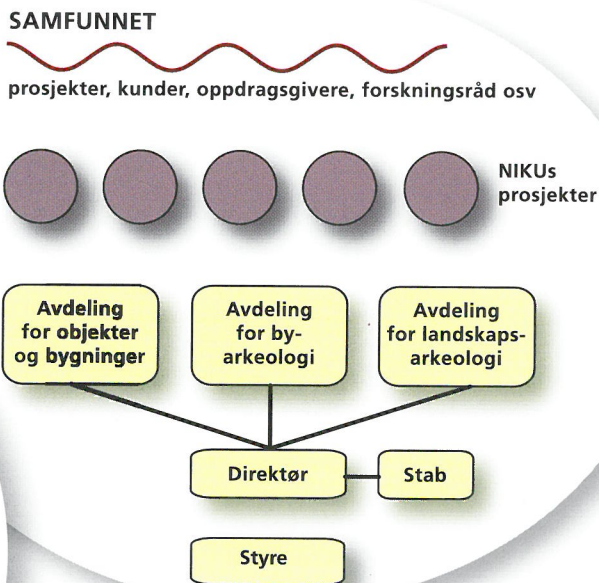 SAMFUNNET
prosjekter, kunder, oppdragsgivere, forskningsråd osv
NIKUs
prosjekter
Avdeling
for objekter
og bygninger
Avdeling
for by-
arkeologi
Avdeling
for landskaps-
arkeologi
Direktør
Stab
Styre